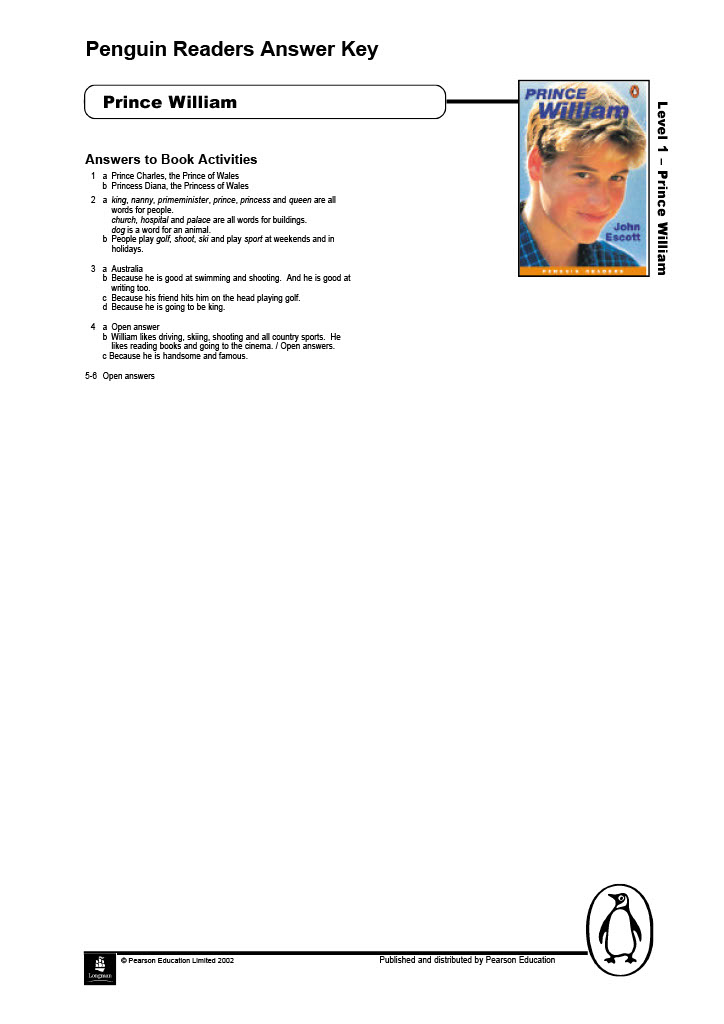 Penguin Readers Answer Key
Prince William
PRINCE
William
John
Escott
PENGUIN READERS
Level 1 – Prince William
Answers to Book Activities
1 a Prince Charles, the Prince of Wales
b Princess Diana, the Princess of Wales
2 a king, nanny, primeminister, prince, princess and queen are all
words for people.
church, hospital and palace are all words for buildings.
dog is a word for an animal.
b People play golf, shoot, ski and play sport at weekends and in
holidays.
3 a Australia
b Because he is good at swimming and shooting. And he is good at
writing too.
c Because his friend hits him on the head playing golf.
d Because he is going to be king.
4 a Open answer
b William likes driving, skiing, shooting and all country sports. He
likes reading books and going to the cinema. / Open answers.
c Because he is handsome and famous.
5-6 Open answers
Longman
© Pearson Education Limited 2002
Published and distributed by Pearson Education